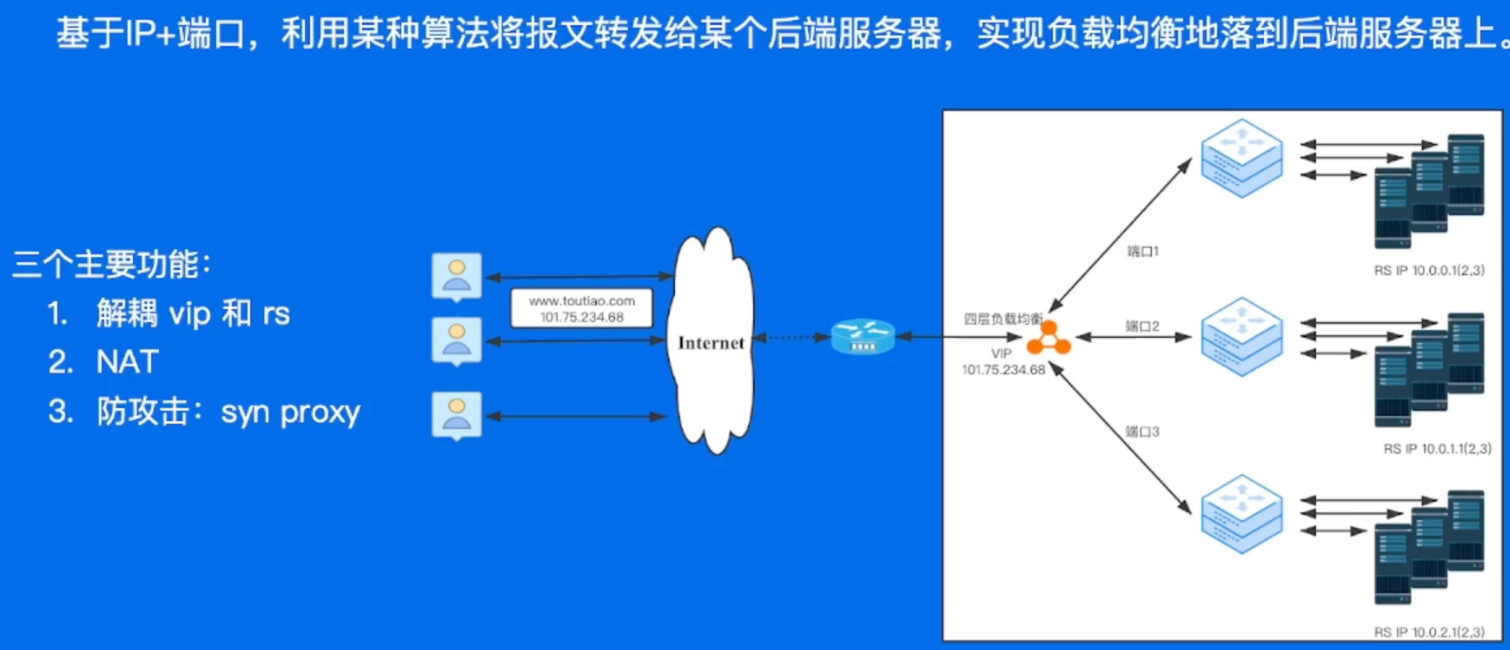 基于IP+端口，利用某种算法将报文转发给某个后端服务器，实现负载均衡地落到后端服务器上。
三个主要功能：
1. 解耦 vip 和 rs
2. NAT
3. 防攻击：syn proxy
www.toutiao.com
101.75.234.68
Internet
四层负载均衡
VIP
101.75.234.68
端口1
端口2
端口3
RS IP 10.0.0.1(2,3)
RS IP 10.0.1.1(2,3)
RS IP 10.0.2.1(2,3)